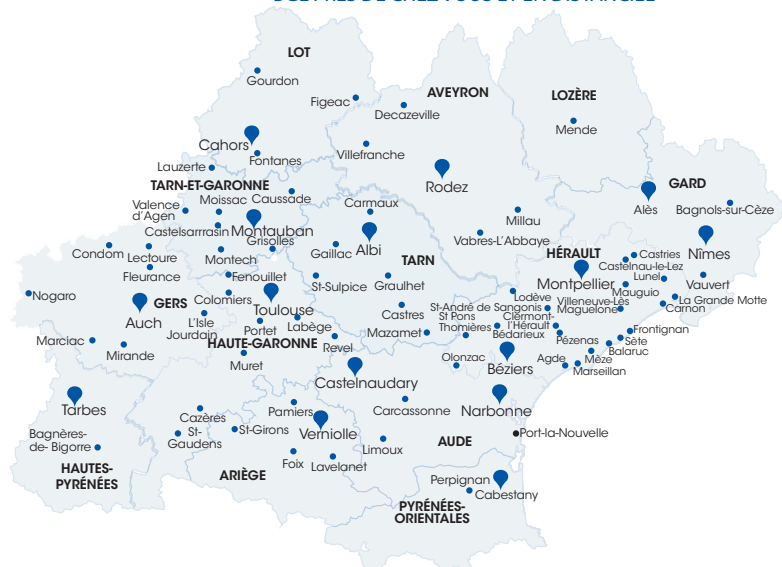 LOT
Gourdon
Figeac
AVEYRON
Decazeville
LOZÈRE
Mende
Cahors
Fontanes
Villefranche
Lauzerte
Rodez
TARN-ET-GARONNE
GARD
Valence
d'Agen
Moissac
Caussade
Carmaux
Alès
Bagnols-sur-Cèze
Castelsarrrasin
Montauban
Grisolles
Albi
Millau
Vabres-L'Abbaye
Nîmes
Condom
Lectoure
Fleurance
Montech
Gaillac
TARN
HÉRAULT
Castries
Castelnau-le-Lez
Montpellier
Lunel
Vauvert
Fenouillet
St-Sulpice
Graulhet
Nogaro
GERS
Colomiers
Toulouse
Lodève
Mauguio
La Grande Motte
Auch
L'Isle
Jourdain
Portet
Labège
Castres
St-André de Sangonis
Villeneuve-Lès
Maguelone
Carnon
St Pons
Thomières
Clérmont-
l'Hérault
Bédarieux
Mazamet
Frontignan
Marciac
Mirande
HAUTE-GARONNE
Revel
Pézenas
Sète
Balaruc
Muret
Olonzac
Béziers
Agde
Mèze
Marseillan
Castelnaudary
Tarbes
Carcassonne
Narbonne
Cazères
Pamiers
Bagnères-
de- Bigorre
St-
Gaudens
St-Girons
Verniolle
Port-la-Nouvelle
Limoux
AUDE
HAUTES-
PYRÉNÉES
ARIÈGE
Foix
Lavelanet
Perpignan
Cabestany
PYRÉNÉES-
ORIENTALES